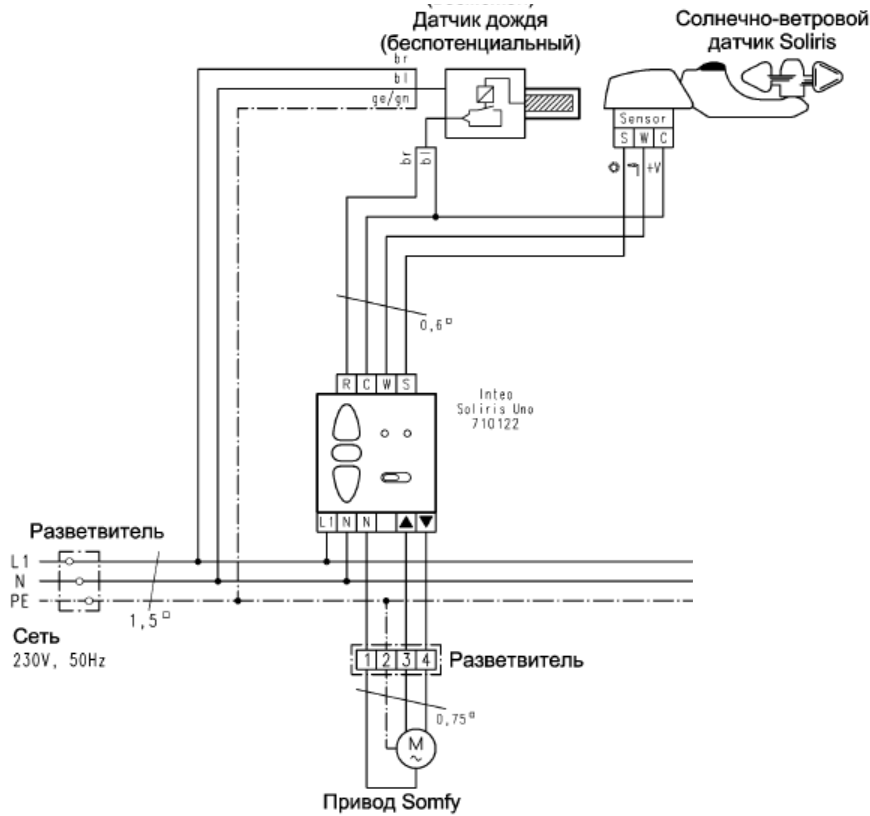 Датчик дождя
(беспотенциальный)
Солнечно-ветровой
датчик Soliris
br
bl
ge/gn
Sensor
S W C
br
bl
+V
0,6
R C W S
Inteo
Soliris Uno
710122
L1 N N ▲ ▼
Разветвитель
L1
N
PE
1,5
Сеть
230V, 50Hz
1 2 3 4
Разветвитель
0,75
M
~
Привод Somfy